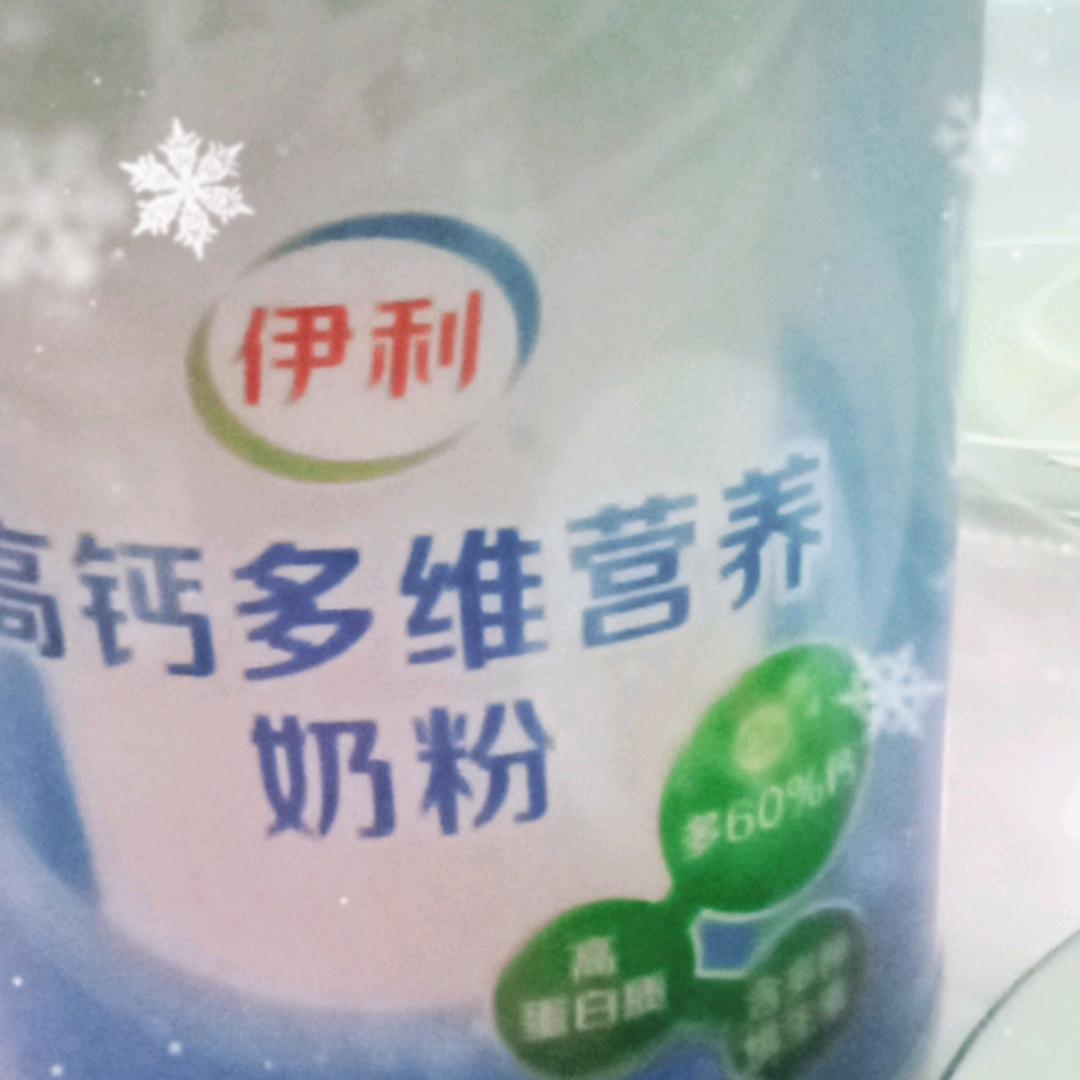 伊利
高钙多维营养
奶粉
多60%钙
高
蛋白质